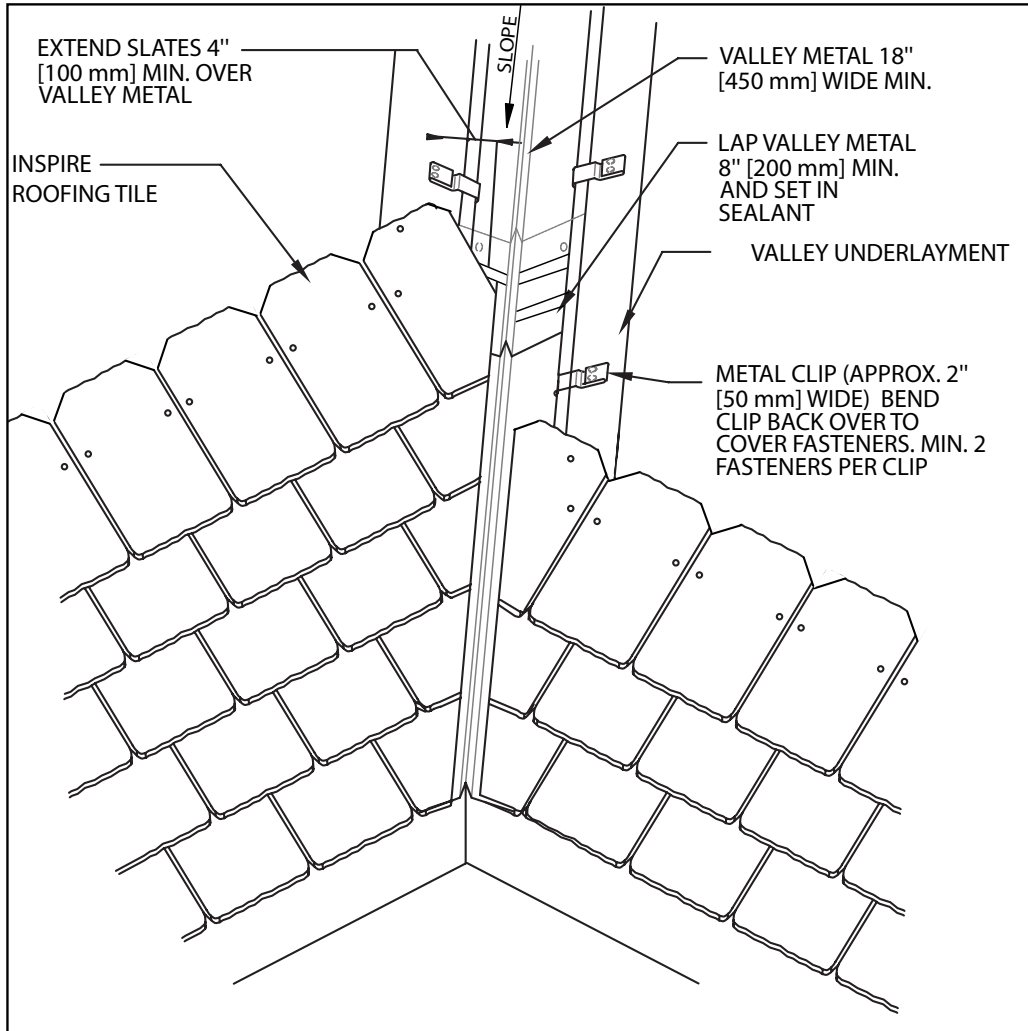 EXTEND SLATES 4"
[100 mm] MIN. OVER
VALLEY METAL
SLOPE
VALLEY METAL 18"
[450 mm] WIDE MIN.
INSPIRE
ROOFING TILE
LAP VALLEY METAL
8" [200 mm] MIN.
AND SET IN
SEALANT
VALLEY UNDERLAYMENT
METAL CLIP (APPROX. 2"
[50 mm] WIDE) BEND
CLIP BACK OVER TO
COVER FASTENERS. MIN. 2
FASTENERS PER CLIP